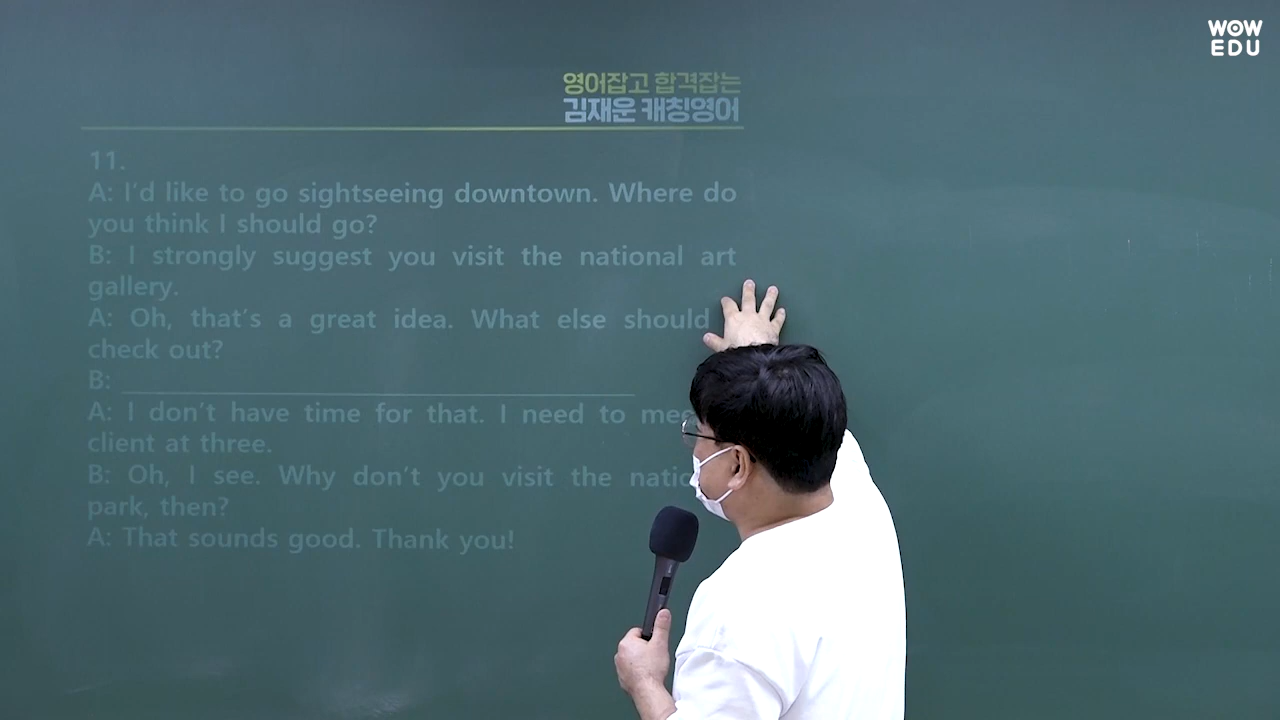 WOW
EDU
영어잡고 합격잡는
김재운 캐칭영어
11.
A: I'd like to go sightseeing downtown. Where do
you think I should go?
B: I strongly suggest you visit the national art
gallery.
A: Oh, that's a great idea. What else should
check out?
B:
A: I don't have time for that. I need to
client at three.
B: Oh, I see. Why don't you visit the
park, then?
A: That sounds good. Thank you!